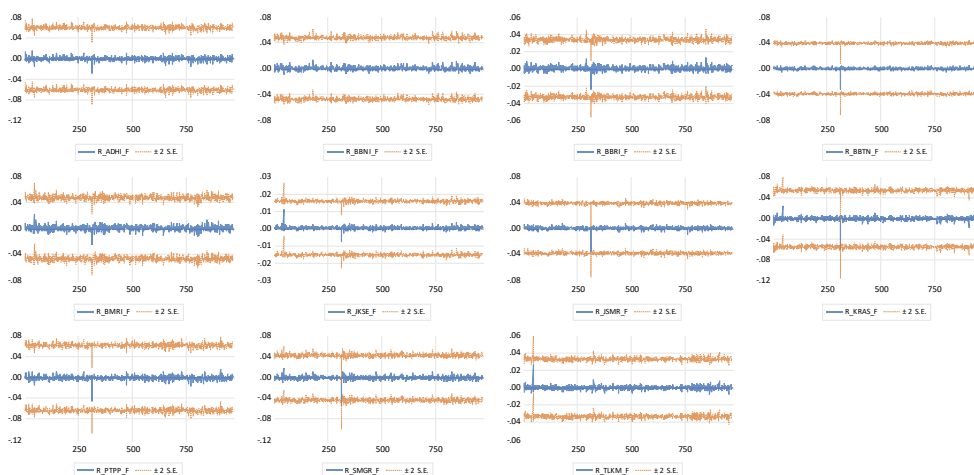 .08
.04
.00
-.04
-.08
-.12
250 500 750
R_ADHI_F ± 2 S.E.
.08
.04
.00
-.04
-.08
250 500 750
R_BBNI_F ± 2 S.E.
.06
.04
.02
.00
-.02
-.04
-.06
250 500 750
R_BBRI_F ± 2 S.E.
.08
.04
.00
-.04
-.08
250 500 750
R_BBTN_F ± 2 S.E.
.08
.04
.00
-.04
-.08
250 500 750
R_BMRI_F ± 2 S.E.
.03
.02
.01
.00
-.01
-.02
-.03
250 500 750
R_JKSE_F ± 2 S.E.
.08
.04
.00
-.04
-.08
250 500 750
R_JSMR_F ± 2 S.E.
.08
.04
.00
-.04
-.08
-.12
250 500 750
R_KRAS_F ± 2 S.E.
.08
.04
.00
-.04
-.08
-.12
250 500 750
R_PTPP_F ± 2 S.E.
.08
.04
.00
-.04
-.08
-.12
250 500 750
R_SMGR_F ± 2 S.E.
.06
.04
.02
.00
-.02
-.04
-.06
250 500 750
R_TLKM_F ± 2 S.E.